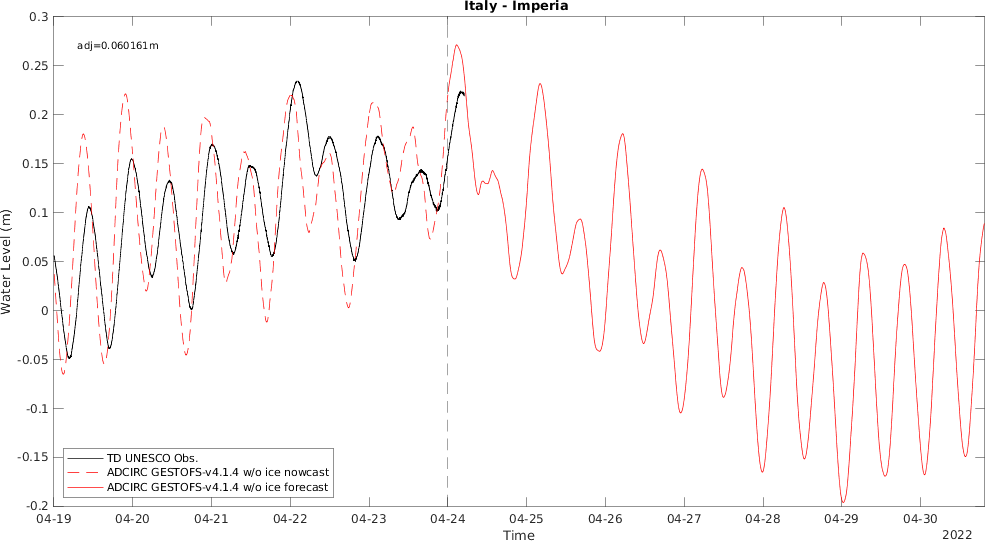 Italy - Imperia
adj=0.060161m
0.3
0.25
0.2
0.15
0.1
0.05
0
-0.05
-0.1
-0.15
-0.2
Water Level (m)
TD UNESCO Obs.
ADCIRC GESTOFS-v4.1.4 w/o ice nowcast
ADCIRC GESTOFS-v4.1.4 w/o ice forecast
04-19 04-20 04-21 04-22 04-23 04-24 04-25 04-26 04-27 04-28 04-29 04-30
Time
2022